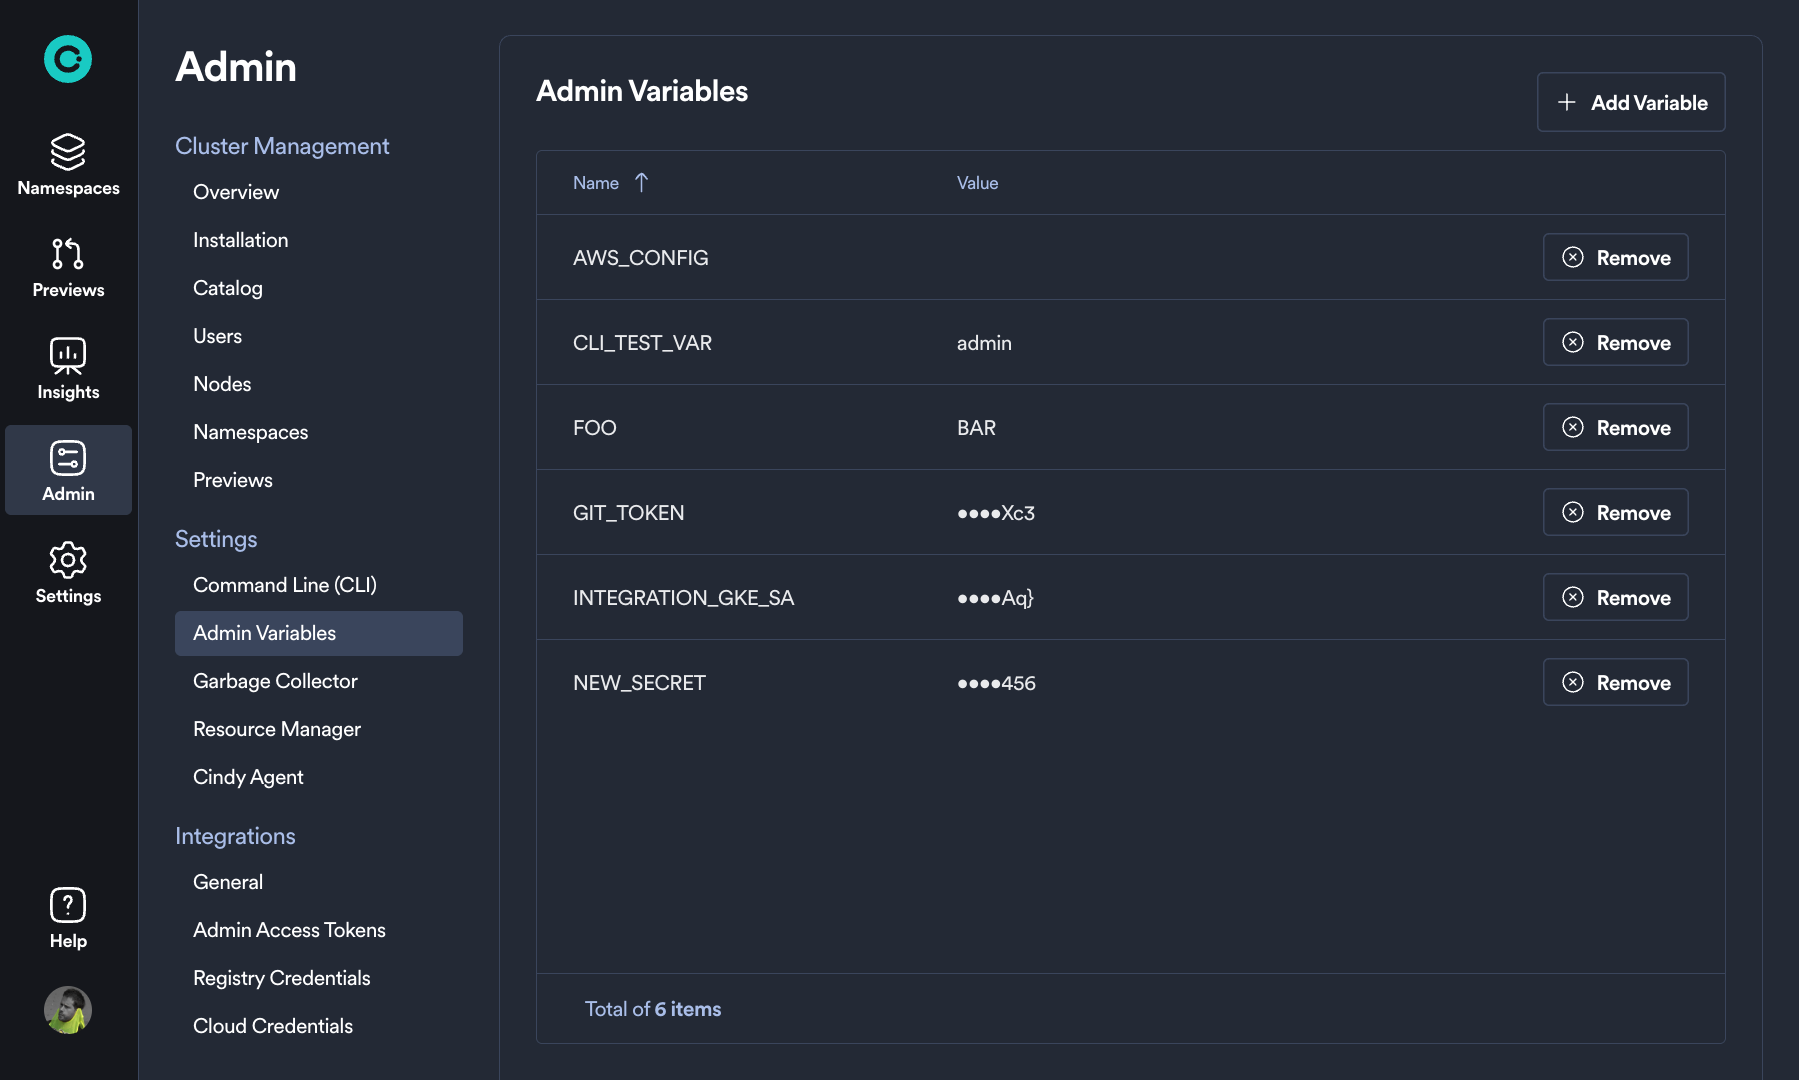 Namespaces
Previews
Insights
Admin
Settings
Help
Admin
Cluster Management
Overview
Installation
Catalog
Users
Nodes
Namespaces
Previews
Settings
Command Line (CLI)
Admin Variables
Garbage Collector
Resource Manager
Cindy Agent
Integrations
General
Admin Access Tokens
Registry Credentials
Cloud Credentials
Admin Variables
Add Variable
Name Value
AWS_CONFIG Remove
CLI_TEST_VAR admin Remove
FOO BAR Remove
GIT_TOKEN ●●●●Xc3 Remove
INTEGRATION_GKE_SA ●●●●Aq} Remove
NEW_SECRET ●●●●456 Remove
Total of 6 items